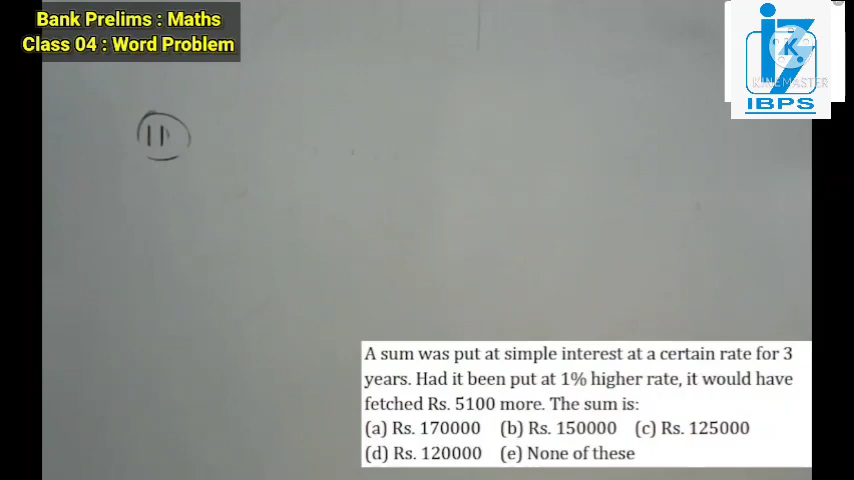 Bank Prelims : Maths
Class 04 : Word Problem
K
KINEMASTER
IBPS
11
A sum was put at simple interest at a certain rate for 3
years. Had it been put at 1% higher rate, it would have
fetched Rs. 5100 more. The sum is:
(a) Rs. 170000 (b) Rs. 150000 (c) Rs. 125000
(d) Rs. 120000 (e) None of these